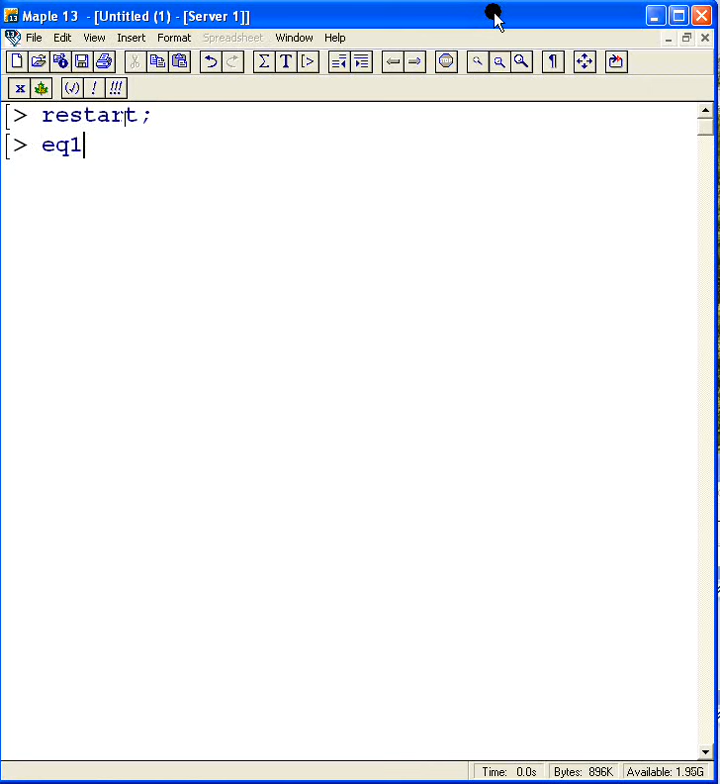 Maple 13 - [Untitled (1) - [Server 1]]
File Edit View Insert Format Spreadsheet Window Help
x (√) ! !!!
[> restart;
[> eq1
Time: 0.0s Bytes: 896K Available: 1.95G